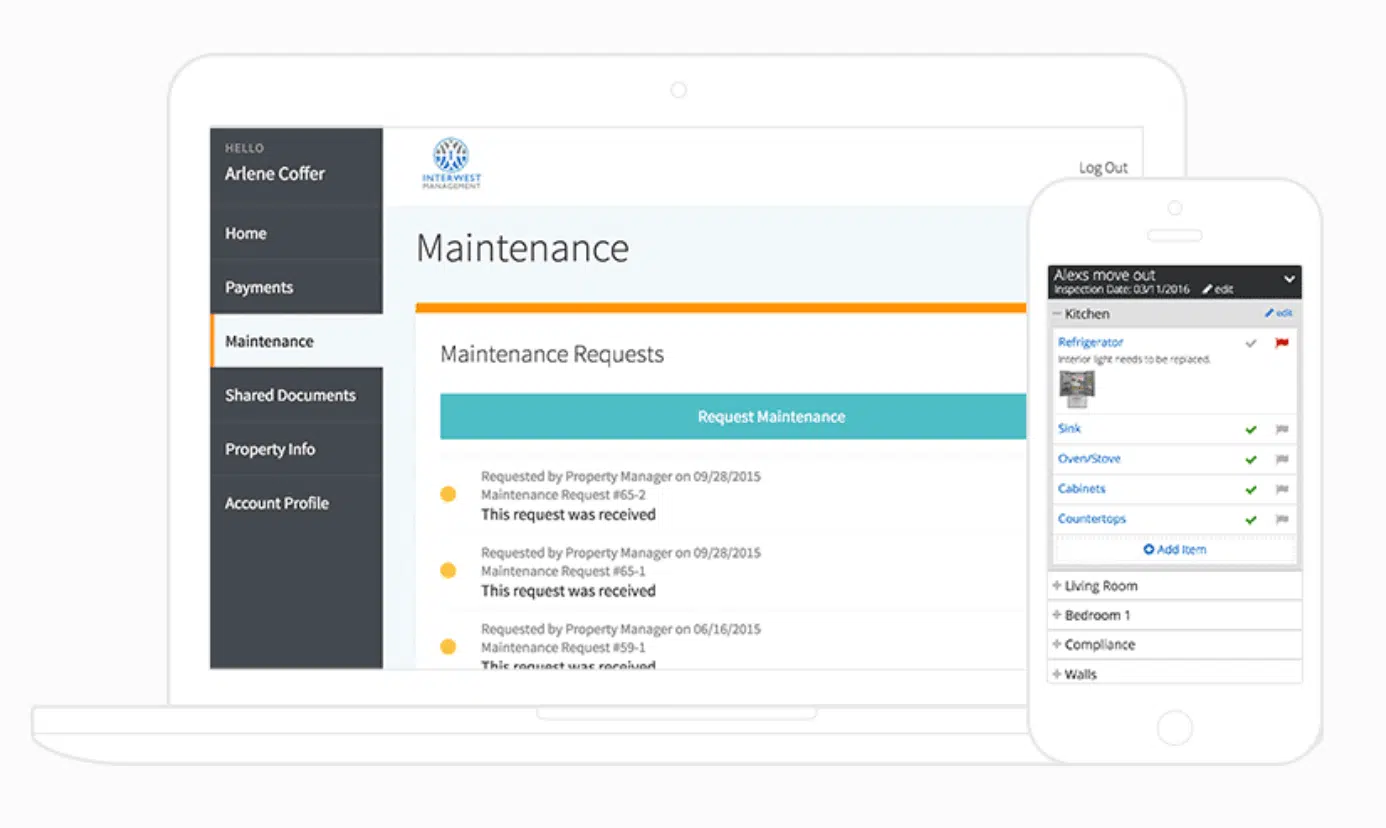 HELLO
Arlene Coffer
Home
Payments
Maintenance
Shared Documents
Property Info
Account Profile
INTERWEST
MANAGEMENT
Log Out
Maintenance
Maintenance Requests
Request Maintenance
Requested by Property Manager on 09/28/2015
Maintenance Request #65-2
This request was received
Requested by Property Manager on 09/28/2015
Maintenance Request #65-1
This request was received
Requested by Property Manager on 06/16/2015
Maintenance Request #59-1
This request was received
Alexs move out
Inspection Date: 03/11/2016 edit
Kitchen edit
Refrigerator
Interior light needs to be replaced.
Sink
Oven/Stove
Cabinets
Countertops
Add Item
Living Room
Bedroom 1
Compliance
Walls